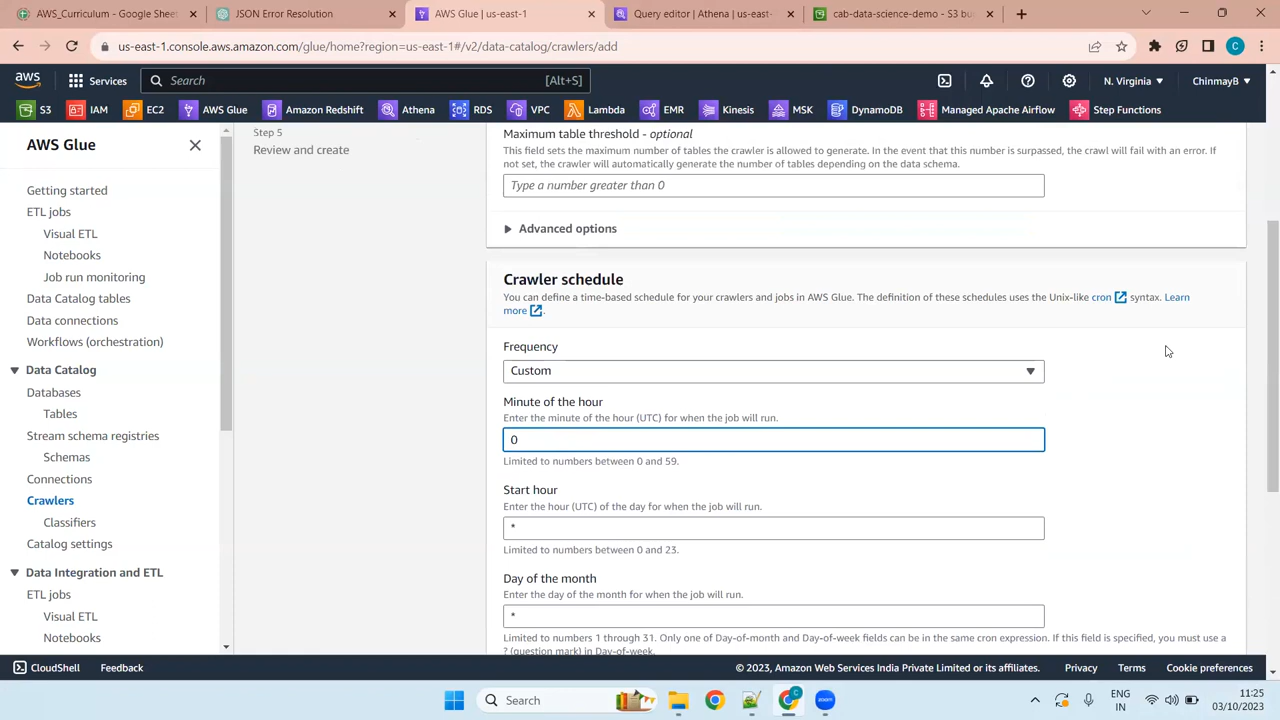 AWS_Curriculum - Google Sheet
JSON Error Resolution
AWS Glue | us-east-1
Query editor | Athena | us-east-
cab-data-science-demo - S3 bu
us-east-1.console.aws.amazon.com/glue/home?region=us-east-1#/v2/data-catalog/crawlers/add
C
aws
Services
Search
[Alt+S]
N. Virginia
ChinmayB
S3
IAM
EC2
AWS Glue
Amazon Redshift
Athena
RDS
VPC
Lambda
EMR
Kinesis
MSK
DynamoDB
Managed Apache Airflow
Step Functions
AWS Glue
Getting started
ETL jobs
Visual ETL
Notebooks
Job run monitoring
Data Catalog tables
Data connections
Workflows (orchestration)
Data Catalog
Databases
Tables
Stream schema registries
Schemas
Connections
Crawlers
Classifiers
Catalog settings
Data Integration and ETL
ETL jobs
Visual ETL
Notebooks
Step 5
Review and create
Maximum table threshold - optional
This field sets the maximum number of tables the crawler is allowed to generate. In the event that this number is surpassed, the crawl will fail with an error. If
not set, the crawler will automatically generate the number of tables depending on the data schema.
Type a number greater than 0
Advanced options
Crawler schedule
You can define a time-based schedule for your crawlers and jobs in AWS Glue. The definition of these schedules uses the Unix-like cron syntax. Learn
more .
Frequency
Custom
Minute of the hour
Enter the minute of the hour (UTC) for when the job will run.
0
Limited to numbers between 0 and 59.
Start hour
Enter the hour (UTC) of the day for when the job will run.
*
Limited to numbers between 0 and 23.
Day of the month
Enter the day of the month for when the job will run.
*
Limited to numbers 1 through 31. Only one of Day-of-month and Day-of-week fields can be in the same cron expression. If this field is specified, you must use a
? (question mark) in Day-of-week.
CloudShell
Feedback
© 2023, Amazon Web Services India Private Limited or its affiliates.
Privacy
Terms
Cookie preferences
Search
zoom
ENG
IN
11:25
03/10/2023